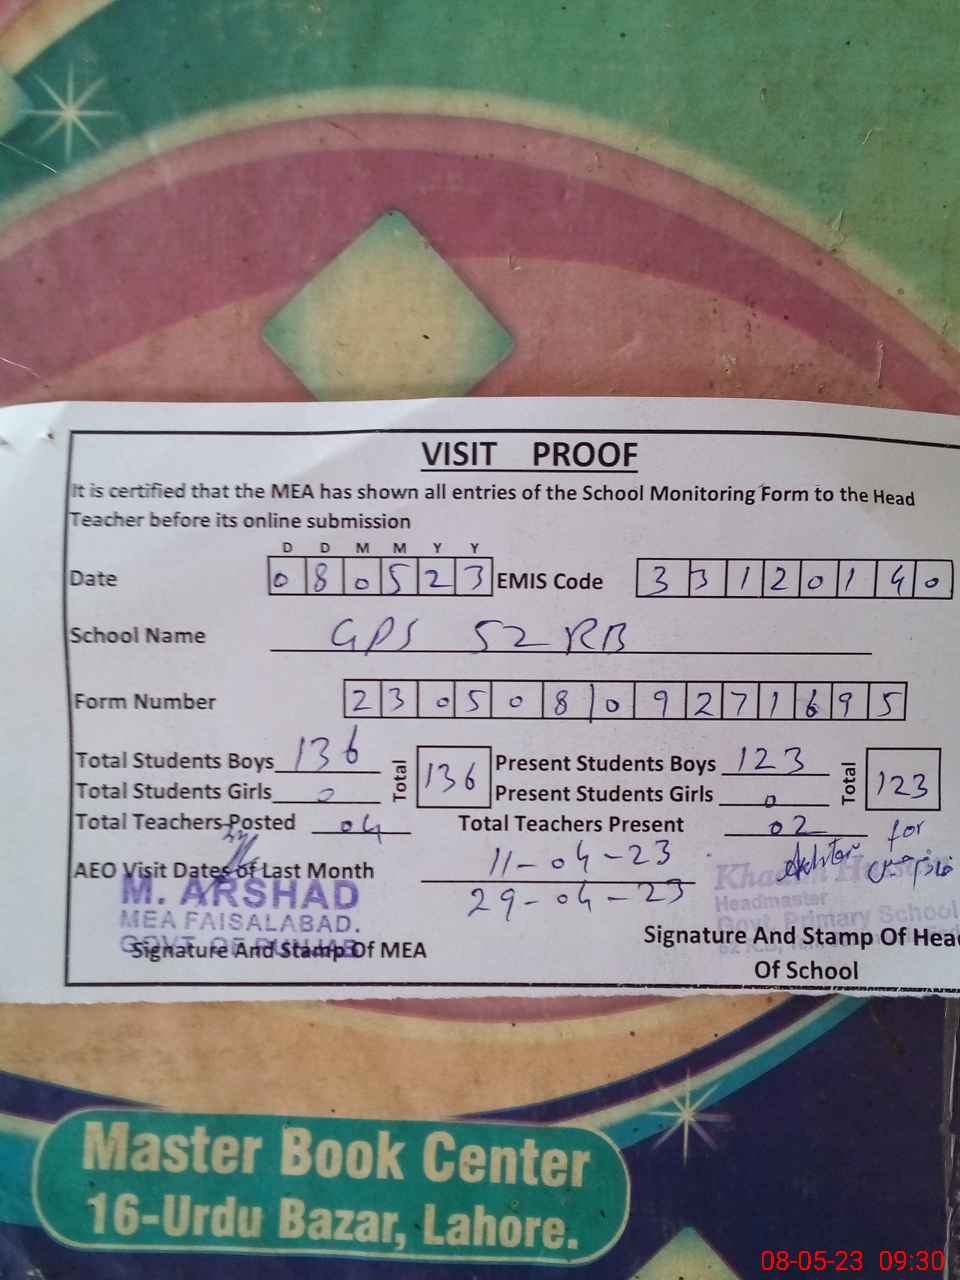 VISIT PROOF
It is certified that the MEA has shown all entries of the School Monitoring Form to the Head
Teacher before its online submission
D D M M Y Y
Date 0 8 0 5 2 3 EMIS Code 3 3 1 2 0 1 4 0
School Name GPS 52 RB
Form Number 2 3 0 5 0 8 0 9 2 7 1 6 9 5
Total Students Boys 136 Total 136 Present Students Boys 123 Total 123
Total Students Girls 0 Present Students Girls 0
Total Teachers Posted 04 Total Teachers Present 02 for
AEO Visit Dates of Last Month 11-04-23
29-04-23
M. ARSHAD
MEA FAISALABAD.
GOVT. OF PUNJAB
Headmaster
Govt. Primary School
Signature And Stamp Of MEA
Signature And Stamp Of Hea
Of School
Master Book Center
16-Urdu Bazar, Lahore.
08-05-23 09:30